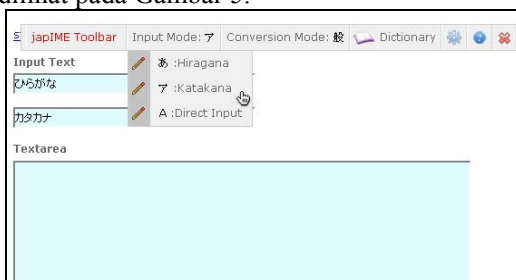 dilihat pada Gambar 5.
japIME Toolbar Input Mode: ア Conversion Mode: 般 Dictionary
Input Text
あ :Hiragana
ひらがな
ア :Katakana
カタカナ
A :Direct Input
Textarea